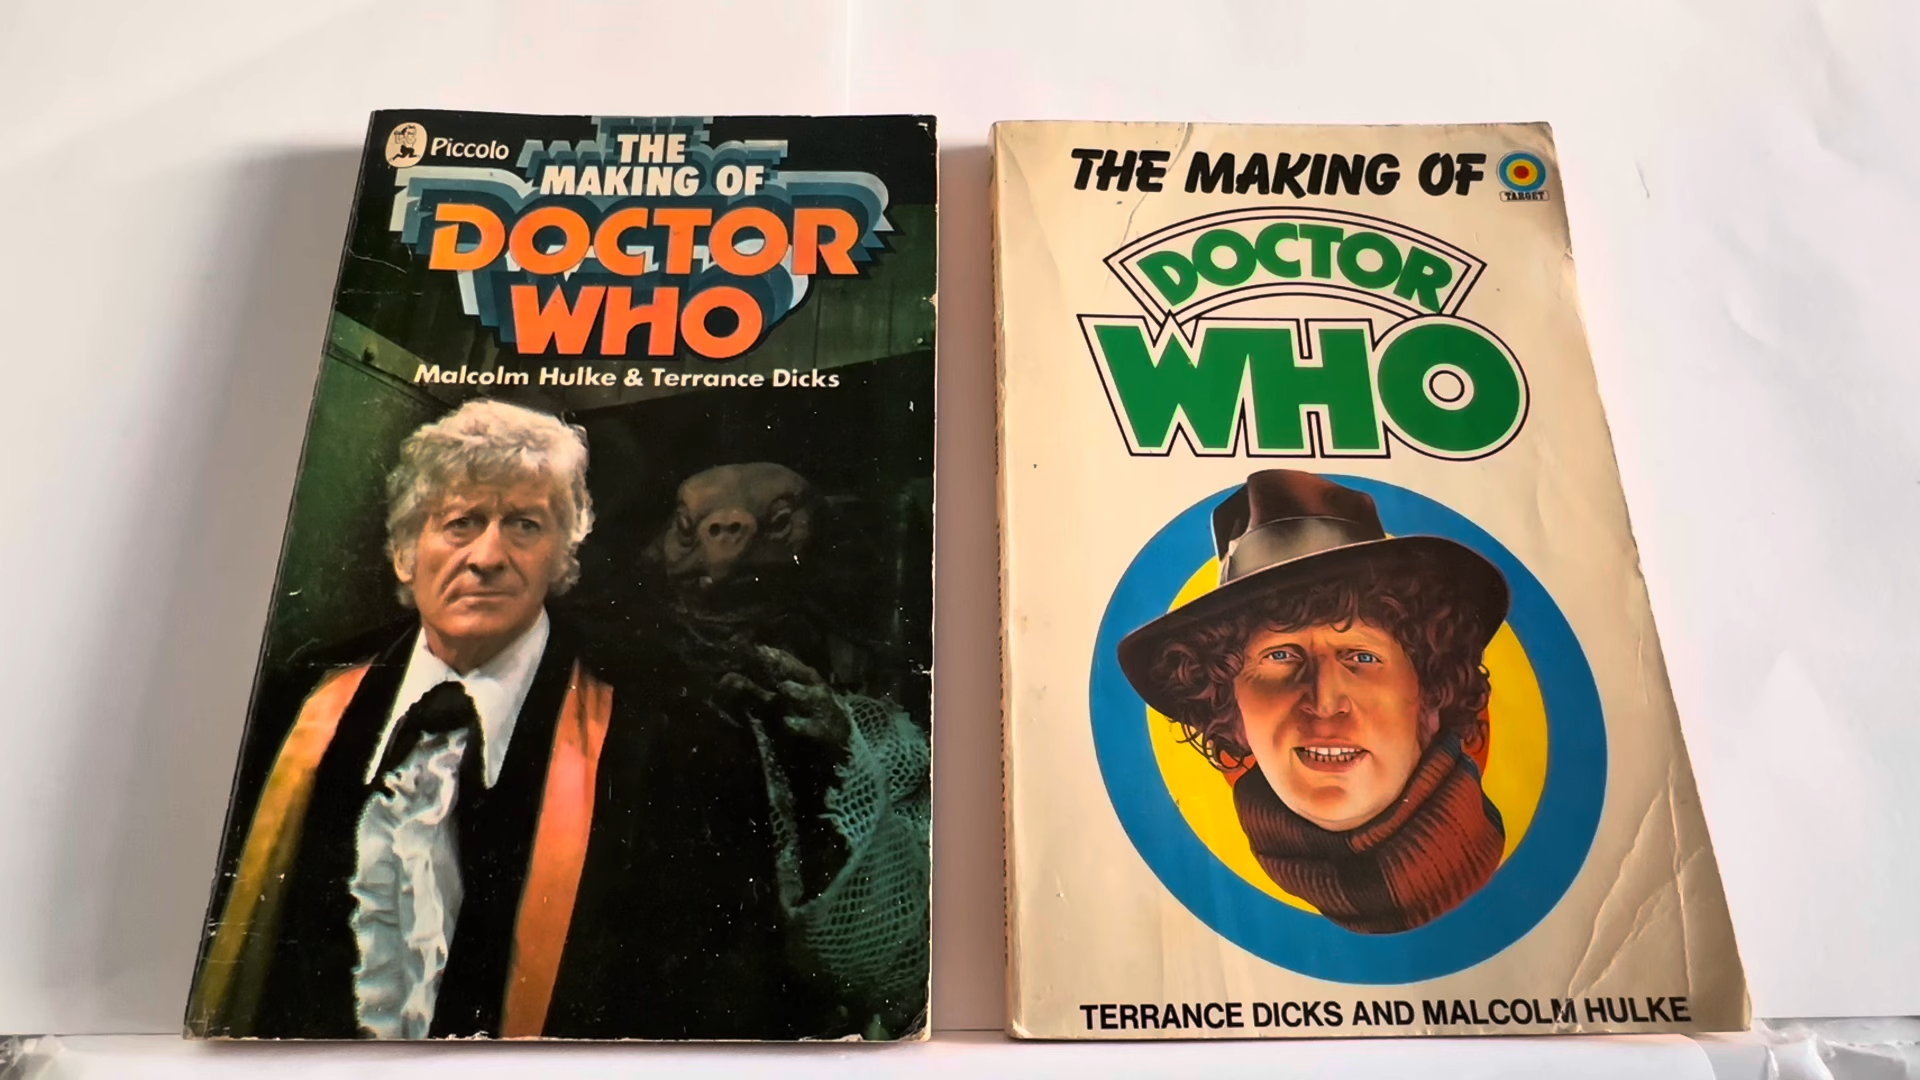 Piccolo
THE
MAKING OF
DOCTOR
WHO
Malcolm Hulke & Terrance Dicks
THE MAKING OF
TARGET
DOCTOR
WHO
TERRANCE DICKS AND MALCOLM HULKE